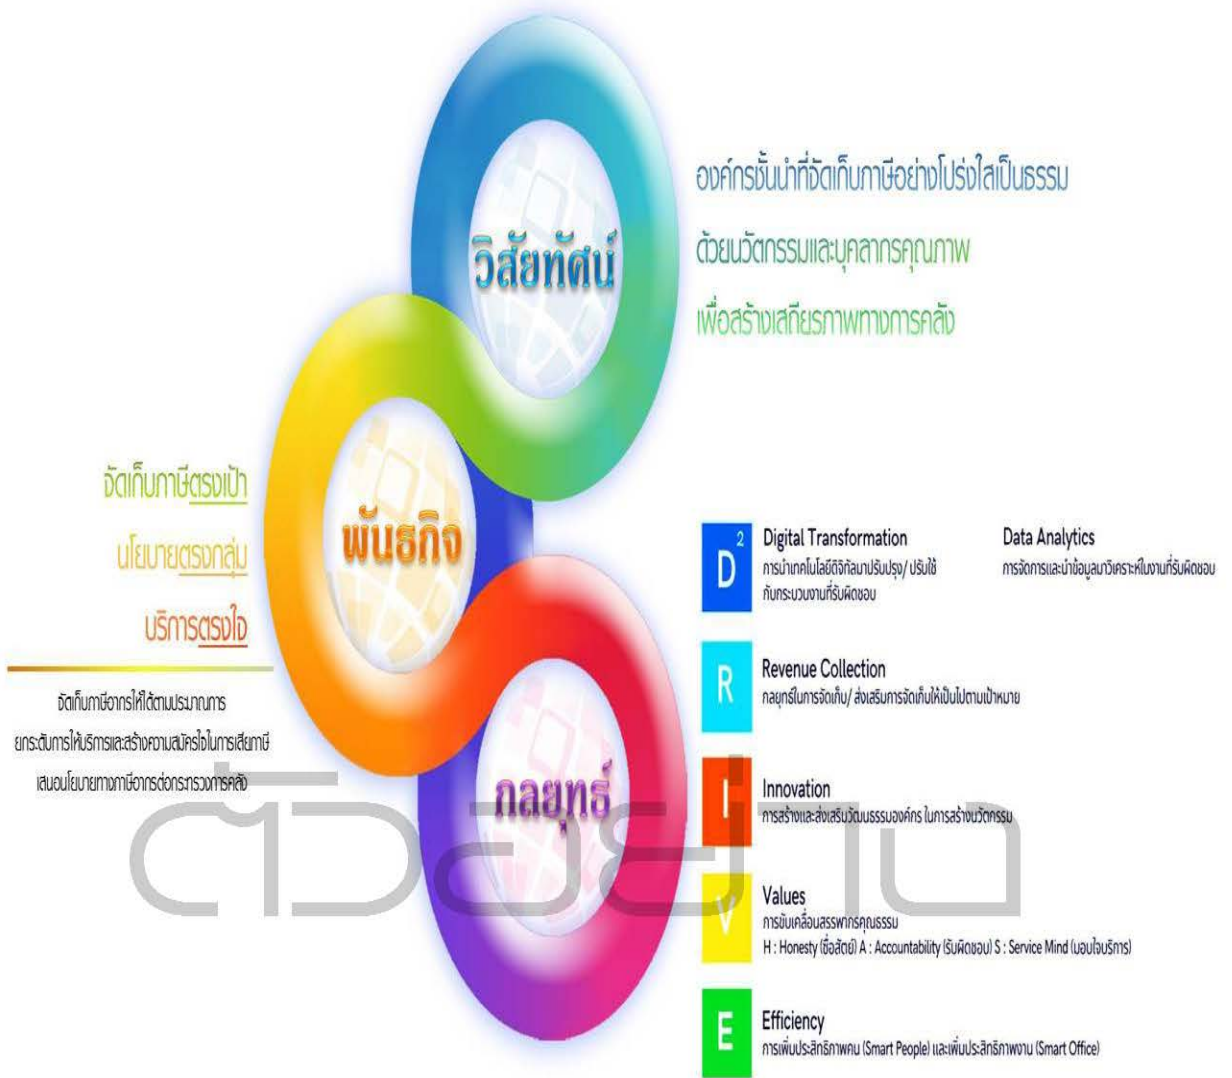 วิสัยทัศน์
องค์กรชั้นนำที่จัดเก็บภาษีอย่างโปร่งใสเป็นธรรม
ด้วยนวัตกรรมและบุคลากรคุณภาพ
เพื่อสร้างเสถียรภาพทางการคลัง
พันธกิจ
จัดเก็บภาษีตรงเป้า
นโยบายตรงกลุ่ม
บริการตรงใจ
จัดเก็บภาษีอากรให้ได้ตามประมาณการ
ยกระดับการให้บริการและสร้างความสมัครใจในการเสียภาษี
เสนอนโยบายทางภาษีอากรต่อกระทรวงการคลัง
กลยุทธ์
D2
Digital Transformation
การนำเทคโนโลยีดิจิทัลมาปรับปรุง/ ปรับใช้
กับกระบวนงานที่รับผิดชอบ
Data Analytics
การจัดการและนำข้อมูลมาวิเคราะห์ในงานที่รับผิดชอบ
R
Revenue Collection
กลยุทธ์ในการจัดเก็บ/ ส่งเสริมการจัดเก็บให้เป็นไปตามเป้าหมาย
I
Innovation
การสร้างและส่งเสริมวัฒนธรรมองค์กร ในการสร้างนวัตกรรม
V
Values
การขับเคลื่อนสรรพากรคุณธรรม
H : Honesty (ซื่อสัตย์) A : Accountability (รับผิดชอบ) S : Service Mind (มอบใจบริการ)
E
Efficiency
การเพิ่มประสิทธิภาพคน (Smart People) และเพิ่มประสิทธิภาพงาน (Smart Office)
ตัวอย่าง